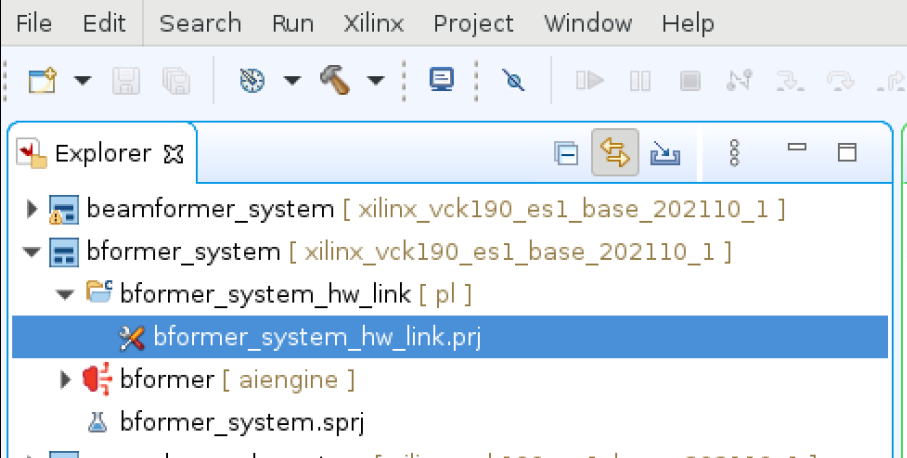 File Edit Search Run Xilinx Project Window Help
Explorer
beamformer_system [ xilinx_vck190_es1_base_202110_1 ]
bformer_system [ xilinx_vck190_es1_base_202110_1 ]
bformer_system_hw_link [ pl ]
bformer_system_hw_link.prj
bformer [ aiengine ]
bformer_system.sprj